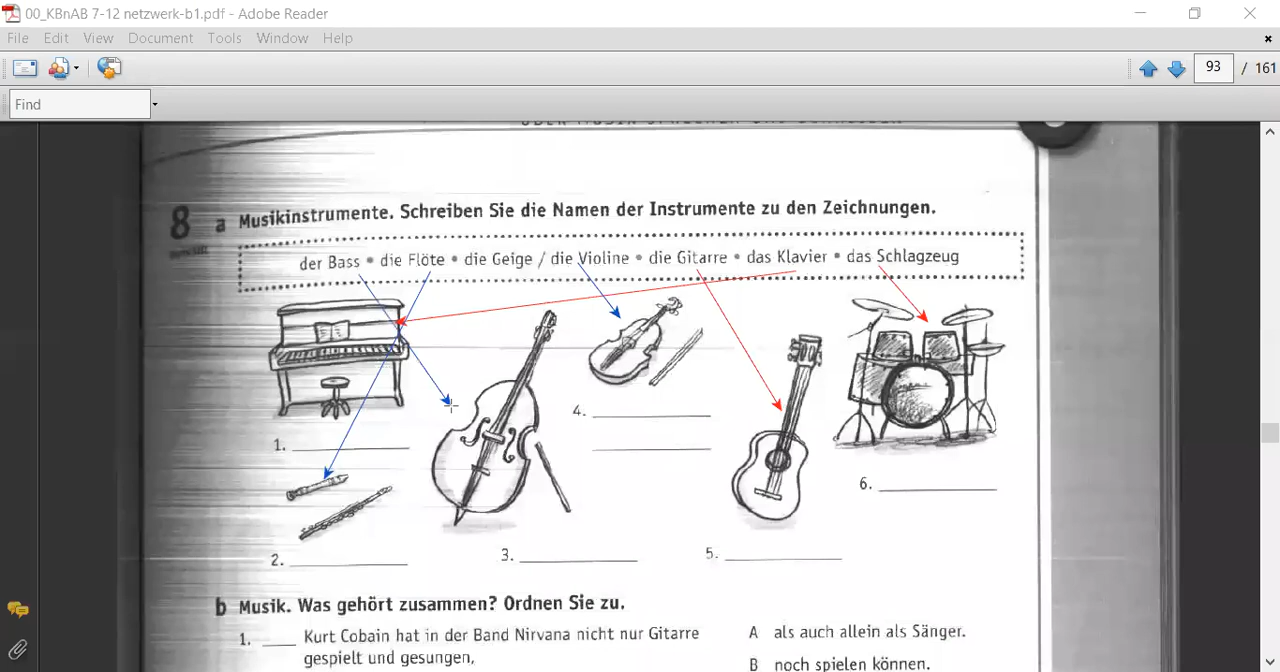 00_KBnAB 7-12 netzwerk-b1.pdf - Adobe Reader
File Edit View Document Tools Window Help
93 / 161
Find
8 a Musikinstrumente. Schreiben Sie die Namen der Instrumente zu den Zeichnungen.
der Bass • die Flöte • die Geige / die Violine • die Gitarre • das Klavier • das Schlagzeug
4.
1.
6.
2.
3.
5.
b Musik. Was gehört zusammen? Ordnen Sie zu.
1. ___ Kurt Cobain hat in der Band Nirvana nicht nur Gitarre
gespielt und gesungen,
A als auch allein als Sänger.
B noch spielen können.